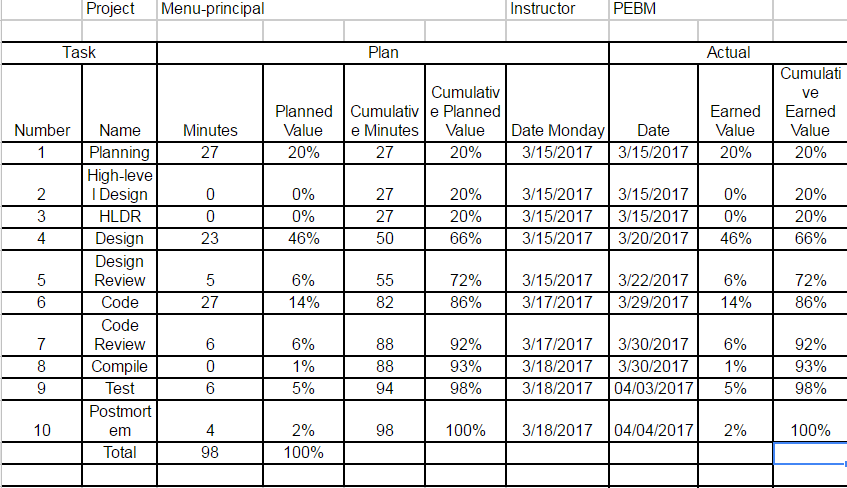 Project Menu-principal Instructor PEBM
Task Plan Actual
Number Name Minutes Planned Value Cumulativ e Minutes Cumulativ e Planned Value Date Monday Date Earned Value Cumulati ve Earned Value
1 Planning 27 20% 27 20% 3/15/2017 3/15/2017 20% 20%
2 High-leve l Design 0 0% 27 20% 3/15/2017 3/15/2017 0% 20%
3 HLDR 0 0% 27 20% 3/15/2017 3/15/2017 0% 20%
4 Design 23 46% 50 66% 3/15/2017 3/20/2017 46% 66%
5 Design Review 5 6% 55 72% 3/15/2017 3/22/2017 6% 72%
6 Code 27 14% 82 86% 3/17/2017 3/29/2017 14% 86%
7 Code Review 6 6% 88 92% 3/17/2017 3/30/2017 6% 92%
8 Compile 0 1% 88 93% 3/18/2017 3/30/2017 1% 93%
9 Test 6 5% 94 98% 3/18/2017 04/03/2017 5% 98%
10 Postmort em 4 2% 98 100% 3/18/2017 04/04/2017 2% 100%
Total 98 100%